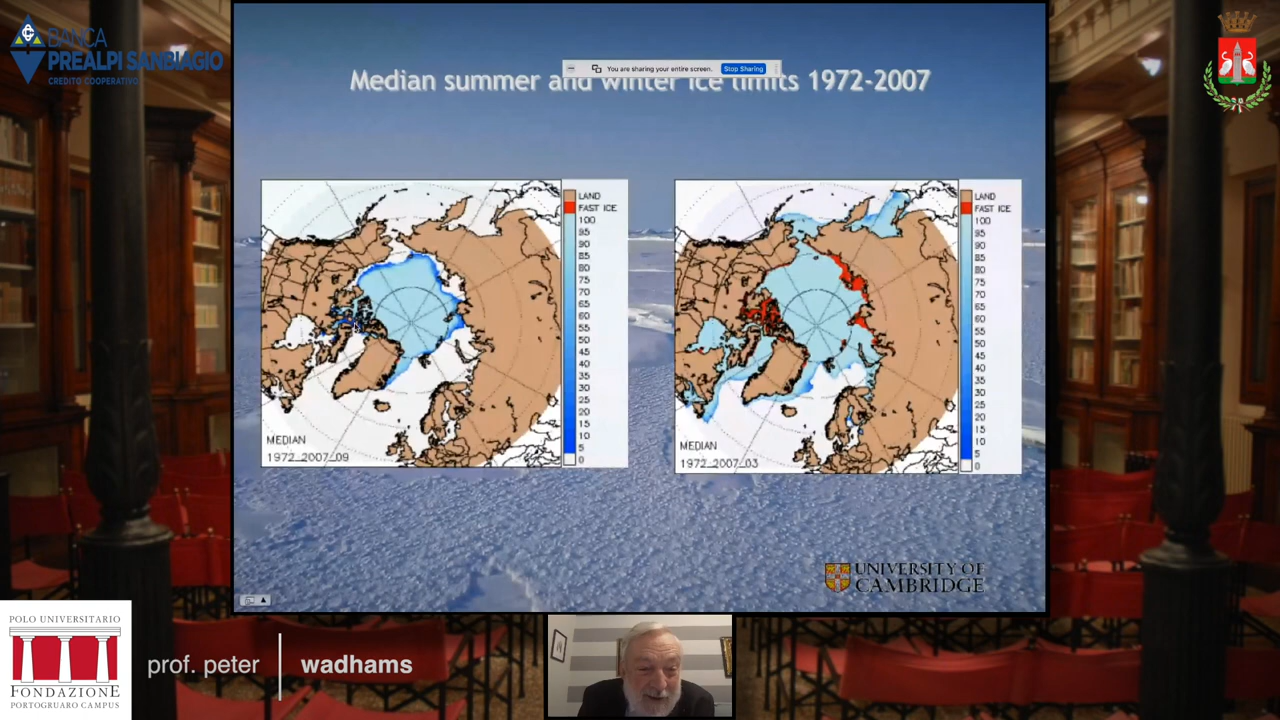 BANCA
PREALPI SANBIAGIO
CREDITO COOPERATIVO
You are sharing your entire screen.
Stop Sharing
Median summer and winter ice limits 1972-2007
LAND
FAST ICE
100
95
90
85
80
75
70
65
60
55
50
45
40
35
30
25
20
15
10
5
0
MEDIAN
1972_2007_09
LAND
FAST ICE
100
95
90
85
80
75
70
65
60
55
50
45
40
35
30
25
20
15
10
5
0
MEDIAN
1972_2007_03
UNIVERSITY OF
CAMBRIDGE
POLO UNIVERSITARIO
FONDAZIONE
PORTOGRUARO CAMPUS
prof. peter
wadhams